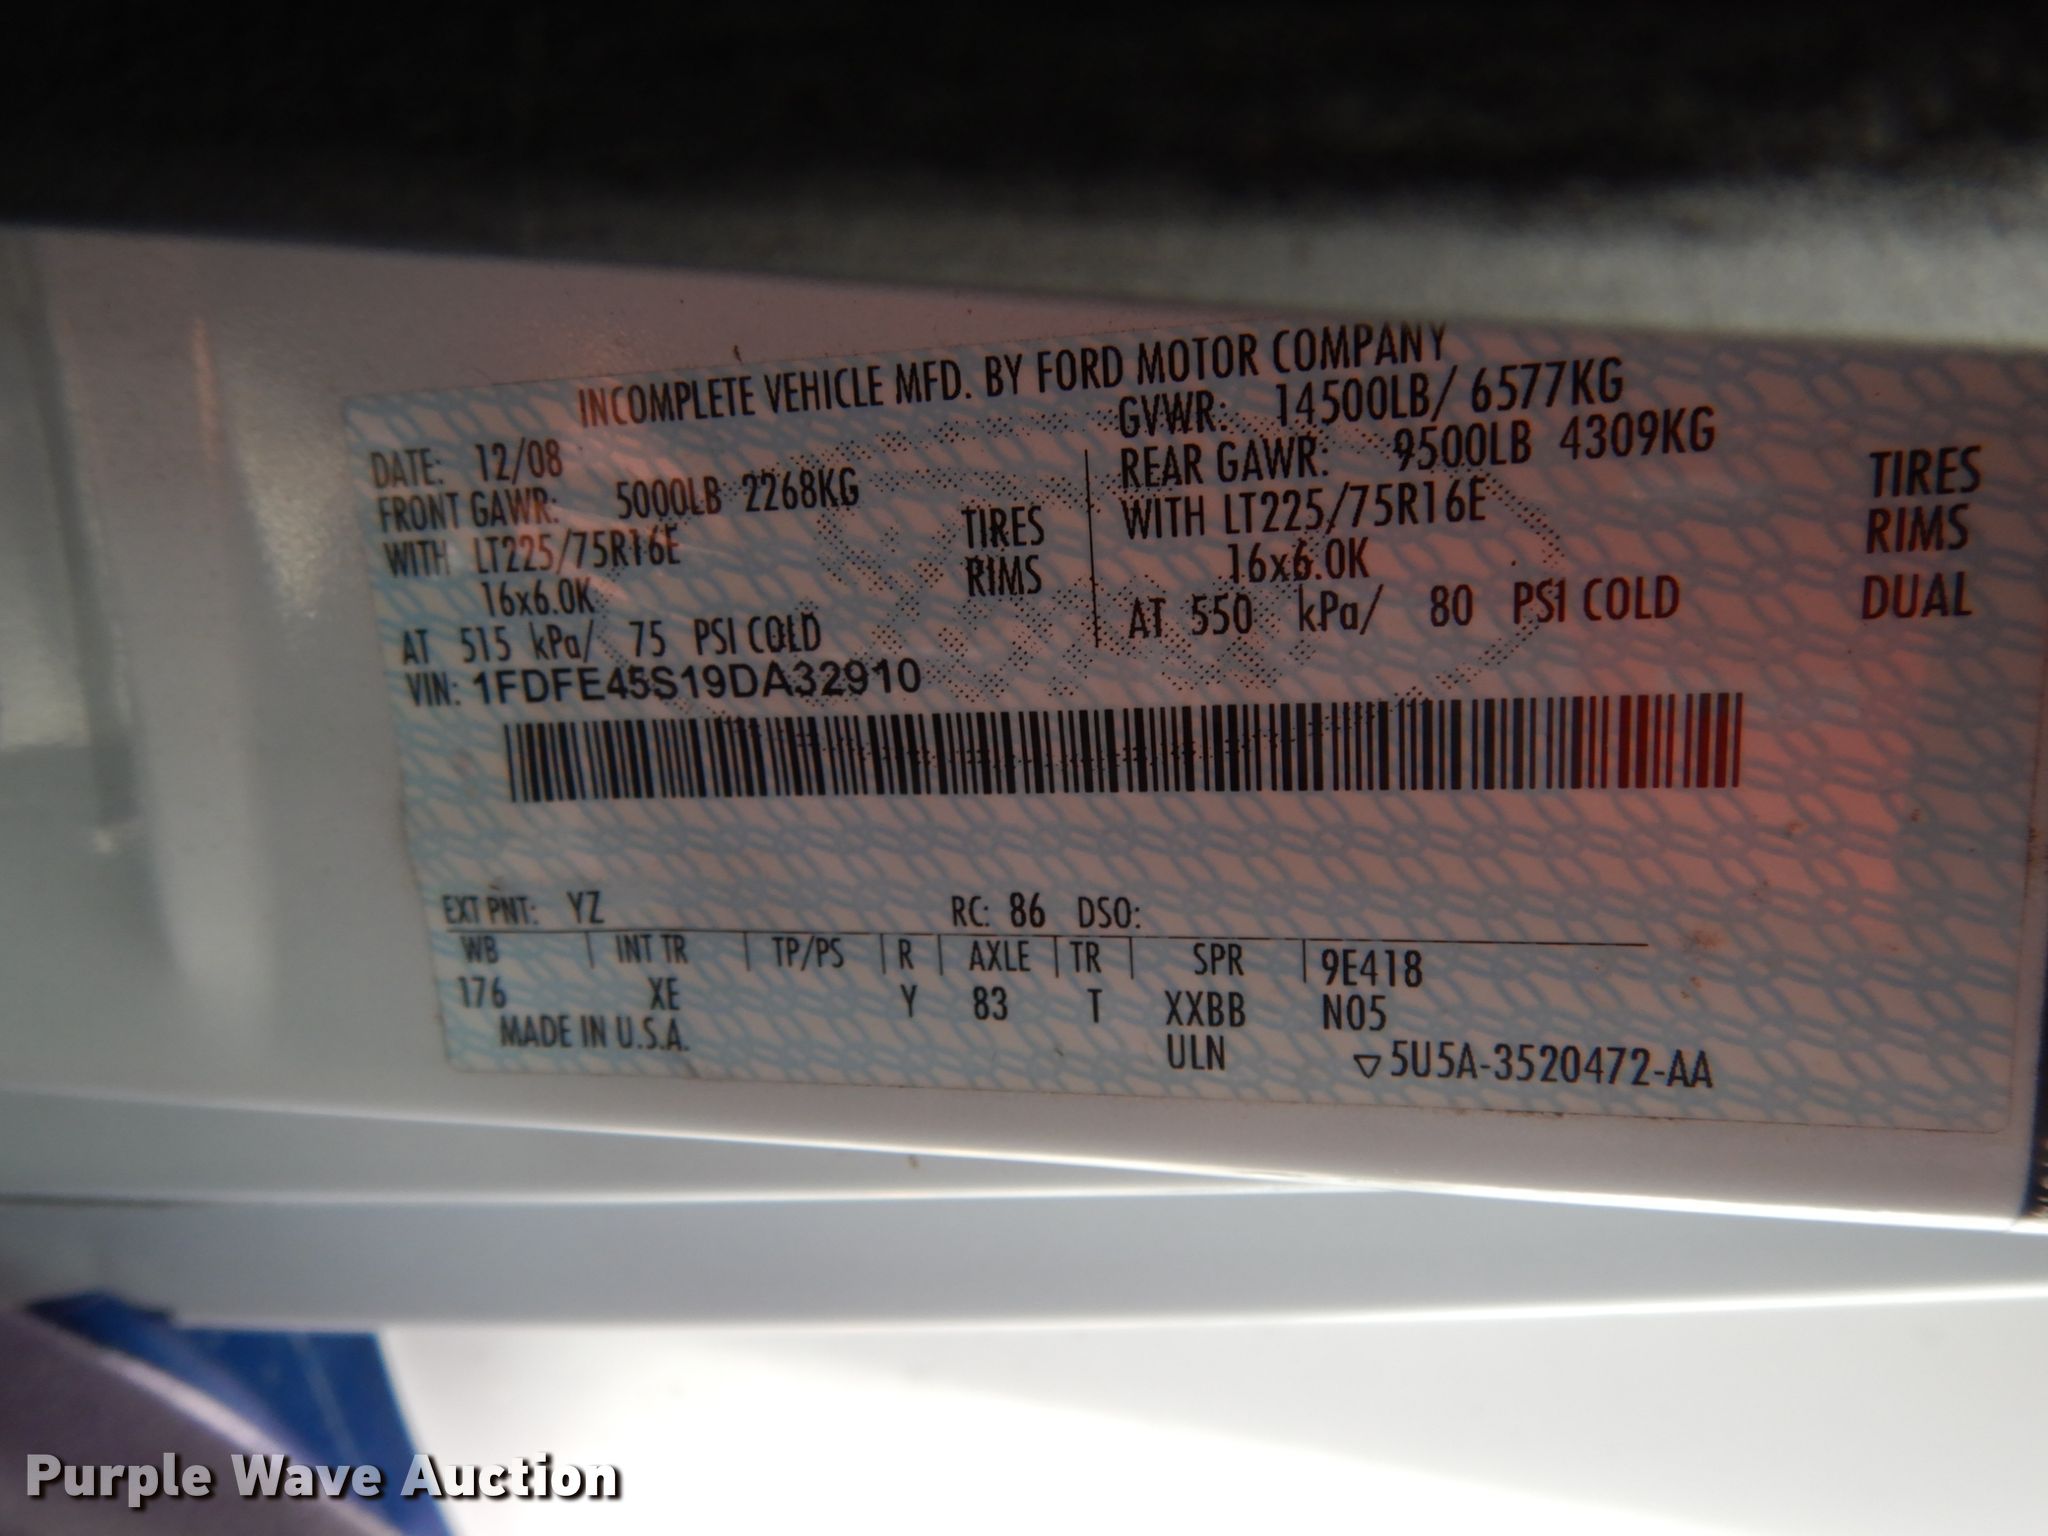 INCOMPLETE VEHICLE MFD. BY FORD MOTOR COMPANY
DATE: 12/08 GVWR: 14500LB/ 6577KG
FRONT GAWR: 5000LB 2268KG REAR GAWR: 9500LB 4309KG
WITH LT225/75R16E TIRES WITH LT225/75R16E TIRES
16x6.0K RIMS 16x6.0K RIMS
AT 515 kPa/ 75 PSI COLD AT 550 kPa/ 80 PSI COLD DUAL
VIN: 1FDFE45S19DA32910
EXT PNT: YZ RC: 86 DSO:
WB INT TR TP/PS R AXLE TR SPR 9E418
176 XE Y 83 T XXBB N05
MADE IN U.S.A. ULN ▽5U5A-3520472-AA
Purple Wave Auction